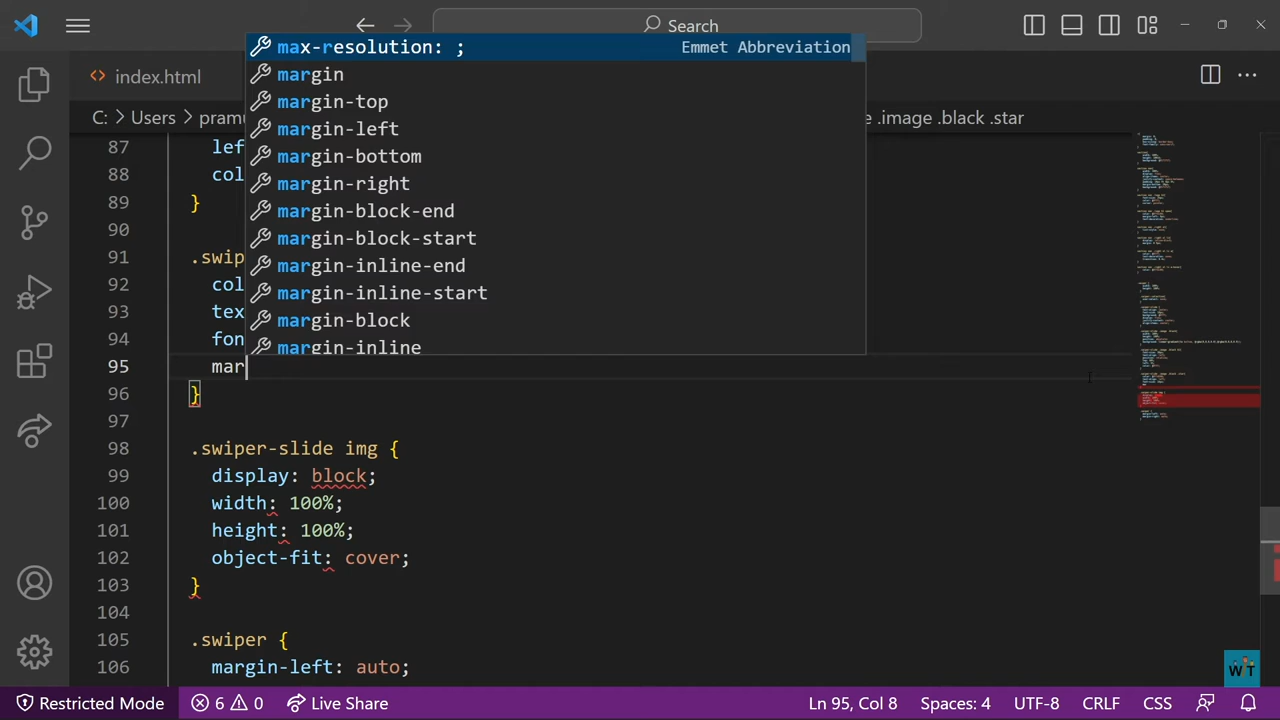 Search
max-resolution: ; Emmet Abbreviation
index.html
margin
margin-top
C: > Users > pramu
.image .black .star
margin-left
87 lef
margin-bottom
88 col
margin-right
89 }
margin-block-end
90
margin-block-start
91 .swip
margin-inline-end
92 col
margin-inline-start
93 tex
margin-block
94 fon
margin-inline
95 mar
96 }
97
98 .swiper-slide img {
99 display: block;
100 width: 100%;
101 height: 100%;
102 object-fit: cover;
103 }
104
105 .swiper {
106 margin-left: auto;
WT
Restricted Mode 6 0 Live Share Ln 95, Col 8 Spaces: 4 UTF-8 CRLF CSS